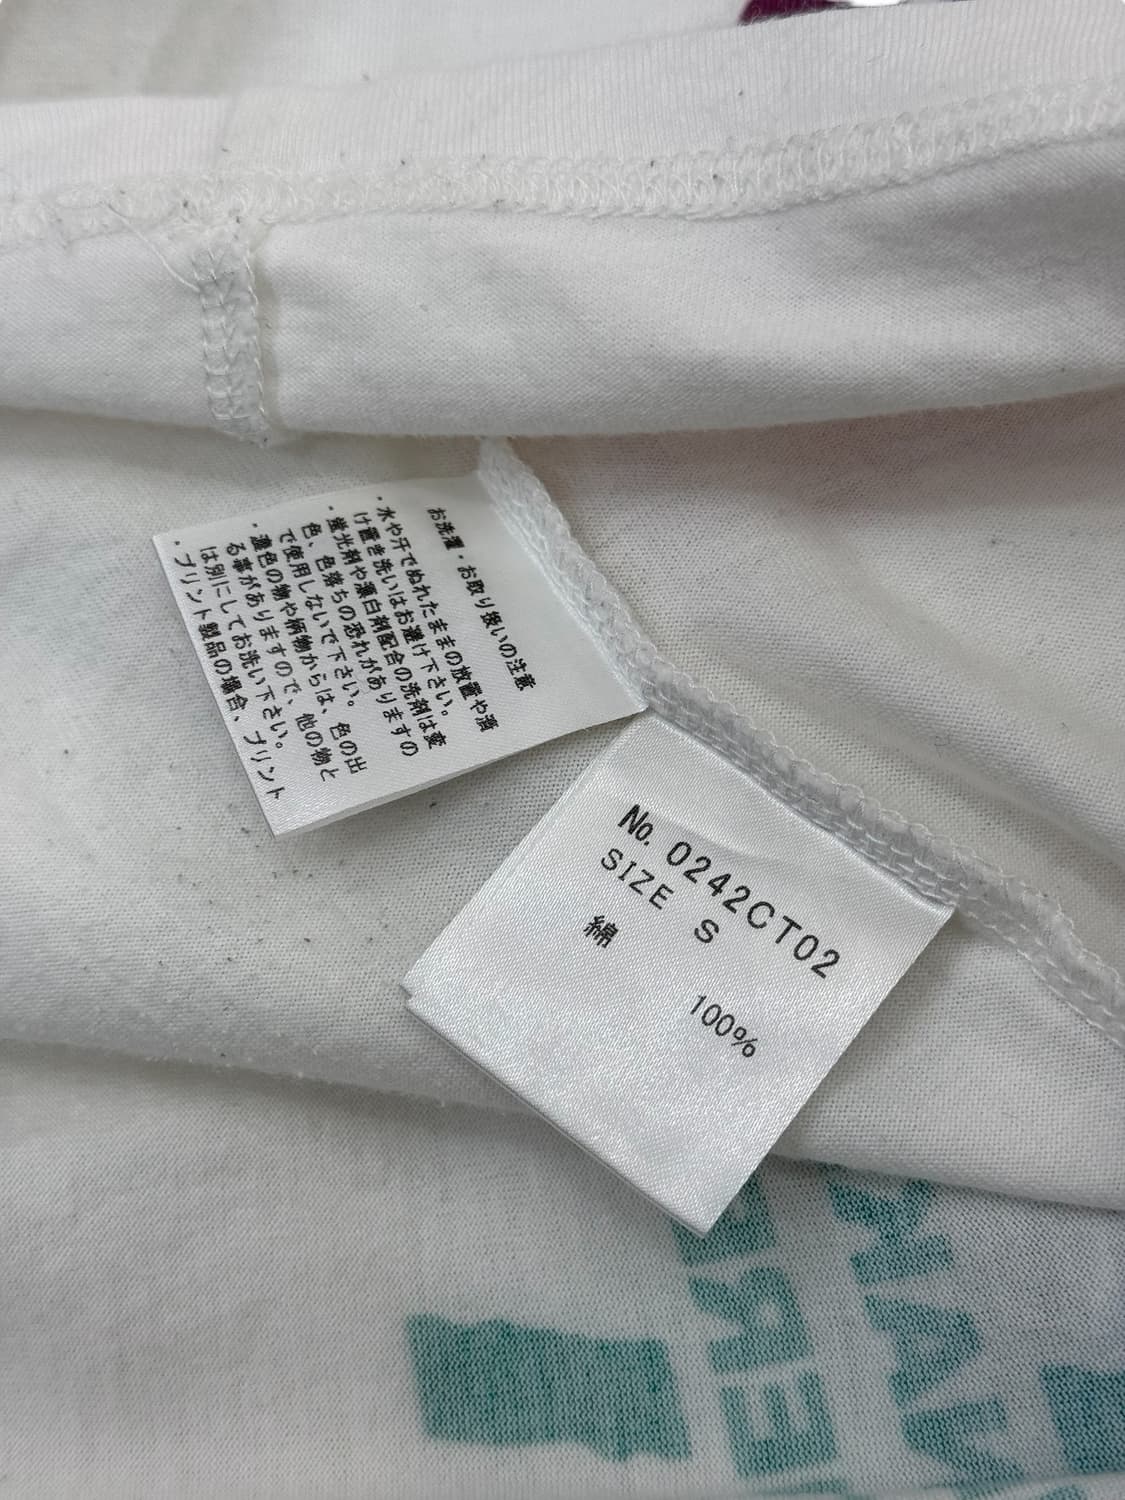 お洗濯・お取り扱いの注意
・水や汗でぬれたままの放置や漬
け置き洗いはお避け下さい。
・蛍光剤や漂白剤配合の洗剤は変
色、色落ちの恐れがありますの
で使用しないで下さい。
・濃色の物や柄物からは、色の出
る事がありますので、他の物と
は別にしてお洗い下さい。
・プリント製品の場合、プリント
No. 0242CT02
SIZE S
綿 100%